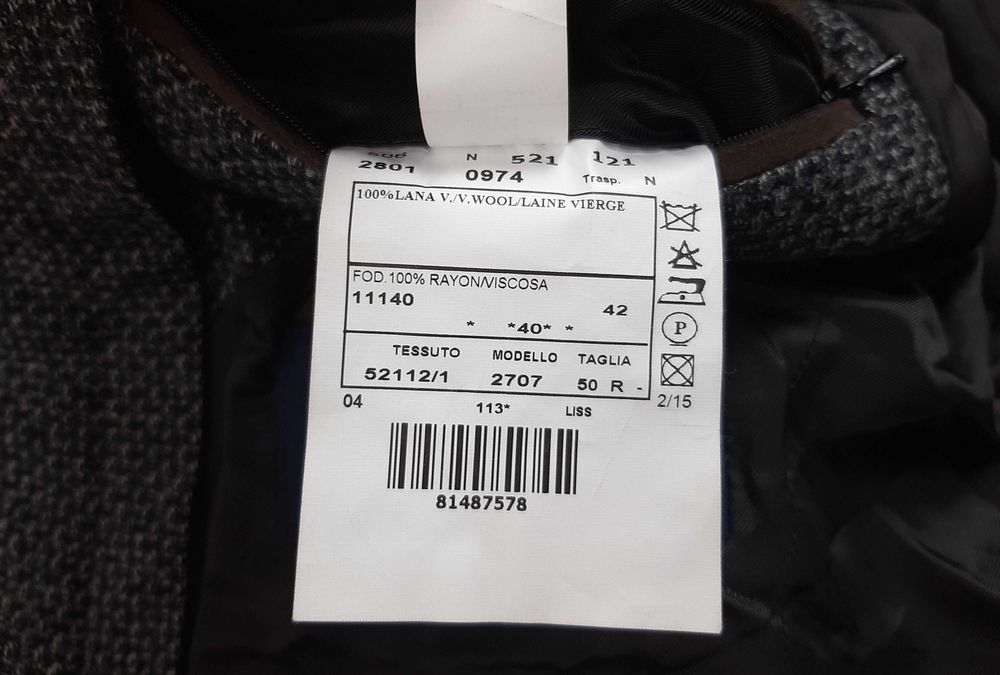 N 521 121
2801 0974 Trasp. N
100%LANA V./V.WOOL/LAINE VIERGE
FOD.100% RAYON/VISCOSA
11140 42
* *40* *
TESSUTO MODELLO TAGLIA
52112/1 2707 50 R -
04 113* LISS 2/15
P
81487578